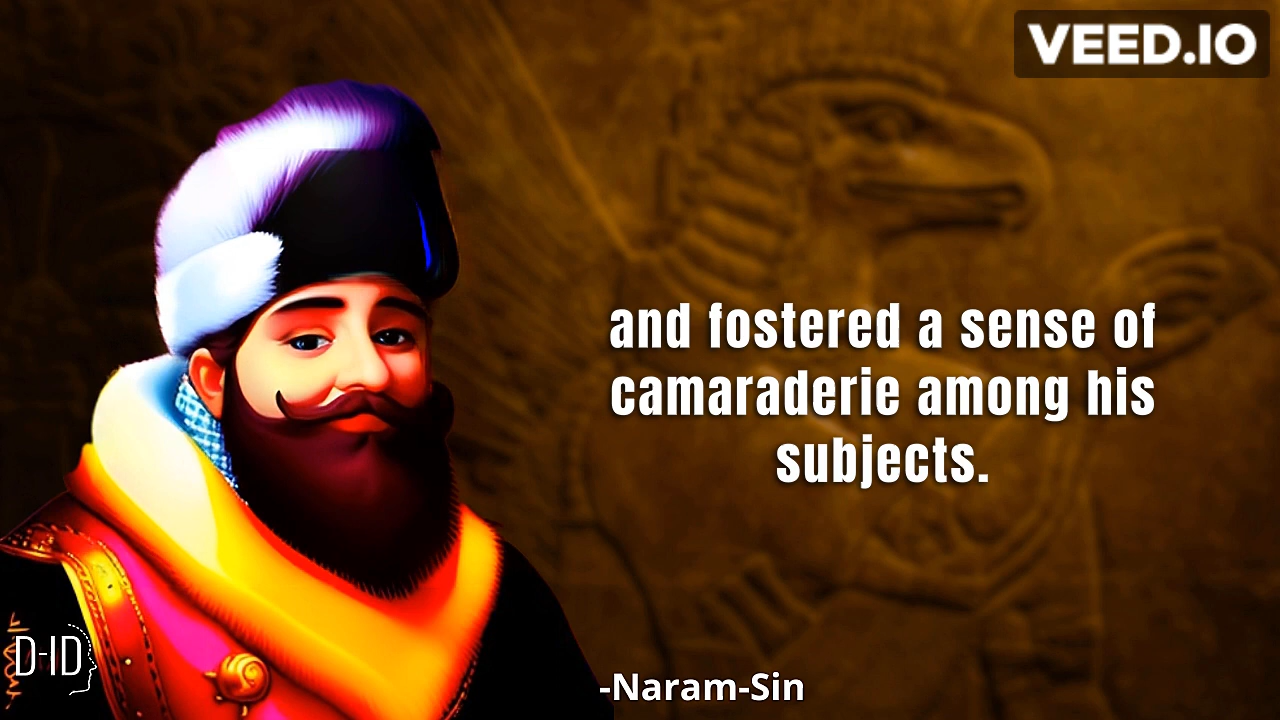 VEED.IO
and fostered a sense of
camaraderie among his
subjects.
D-ID
-Naram-Sin